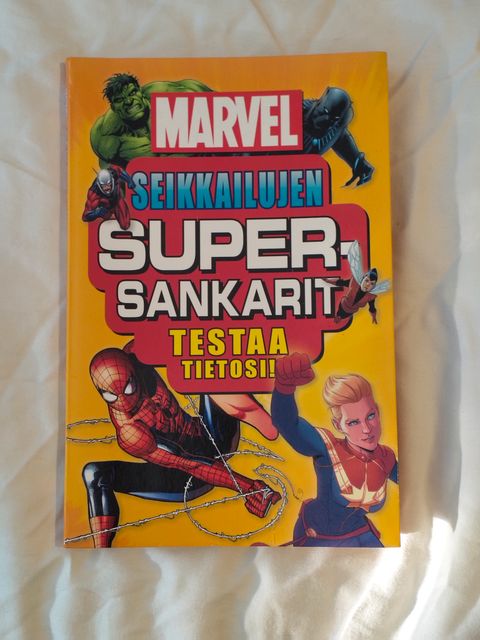 MARVEL
SEIKKAILUJEN
SUPER-
SANKARIT
TESTAA
TIETOSI!